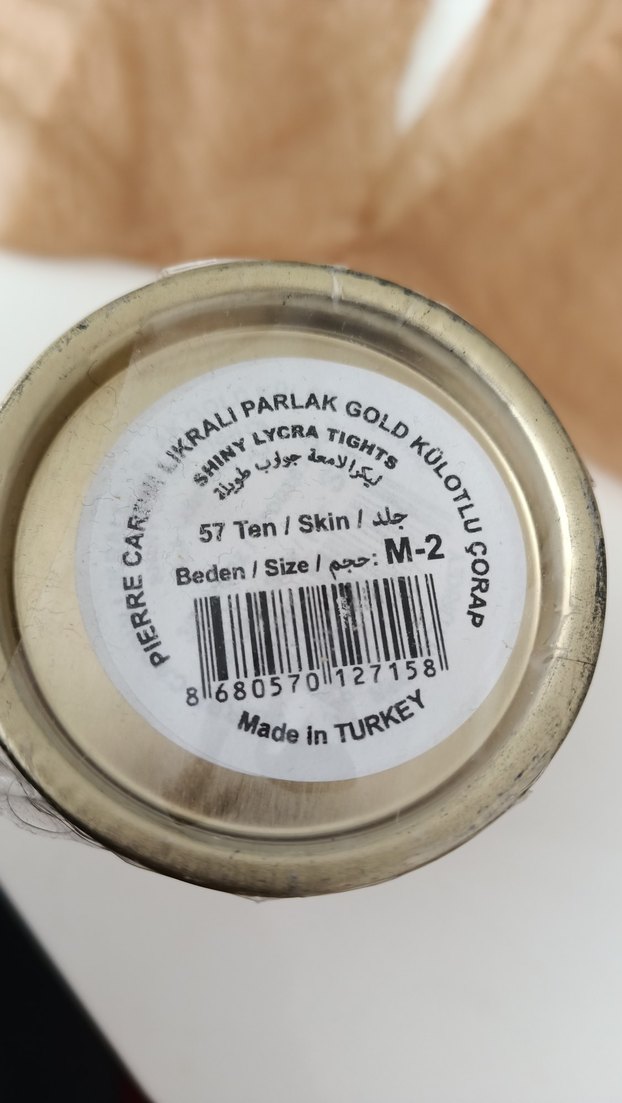 PIERRE LIKRALI PARLAK GOLD KÜLOTLU ÇORAP
SHINY LYCRA TIGHTS
ليكرا لامعة جوارب طويلة
57 Ten / Skin / جلد
Beden / Size / حجم: M-2
8 680570 127158
Made in TURKEY